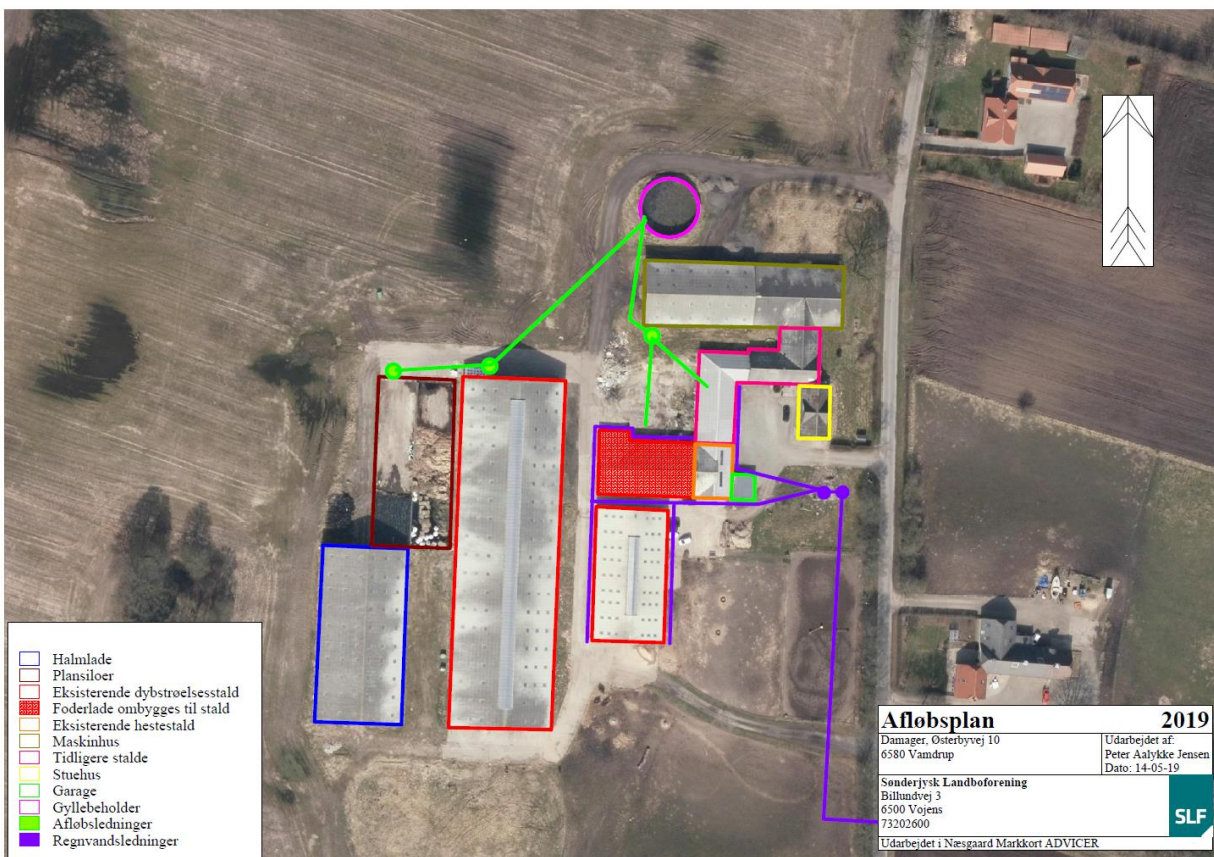 Halmlade
Plansiloer
Eksisterende dybstrøelsesstald
Foderlade ombygges til stald
Eksisterende hestestald
Maskinhus
Tidligere stalde
Stuehus
Garage
Gyllebeholder
Afløbsledninger
Regnvandsledninger
Afløbsplan 2019
Damager, Østerbyvej 10
6580 Vamdrup
Udarbejdet af:
Peter Aalykke Jensen
Dato: 14-05-19
Sønderjysk Landboforening
Billundvej 3
6500 Vojens
73202600
SLF
Udarbejdet i Næsgaard Markkort ADVICER